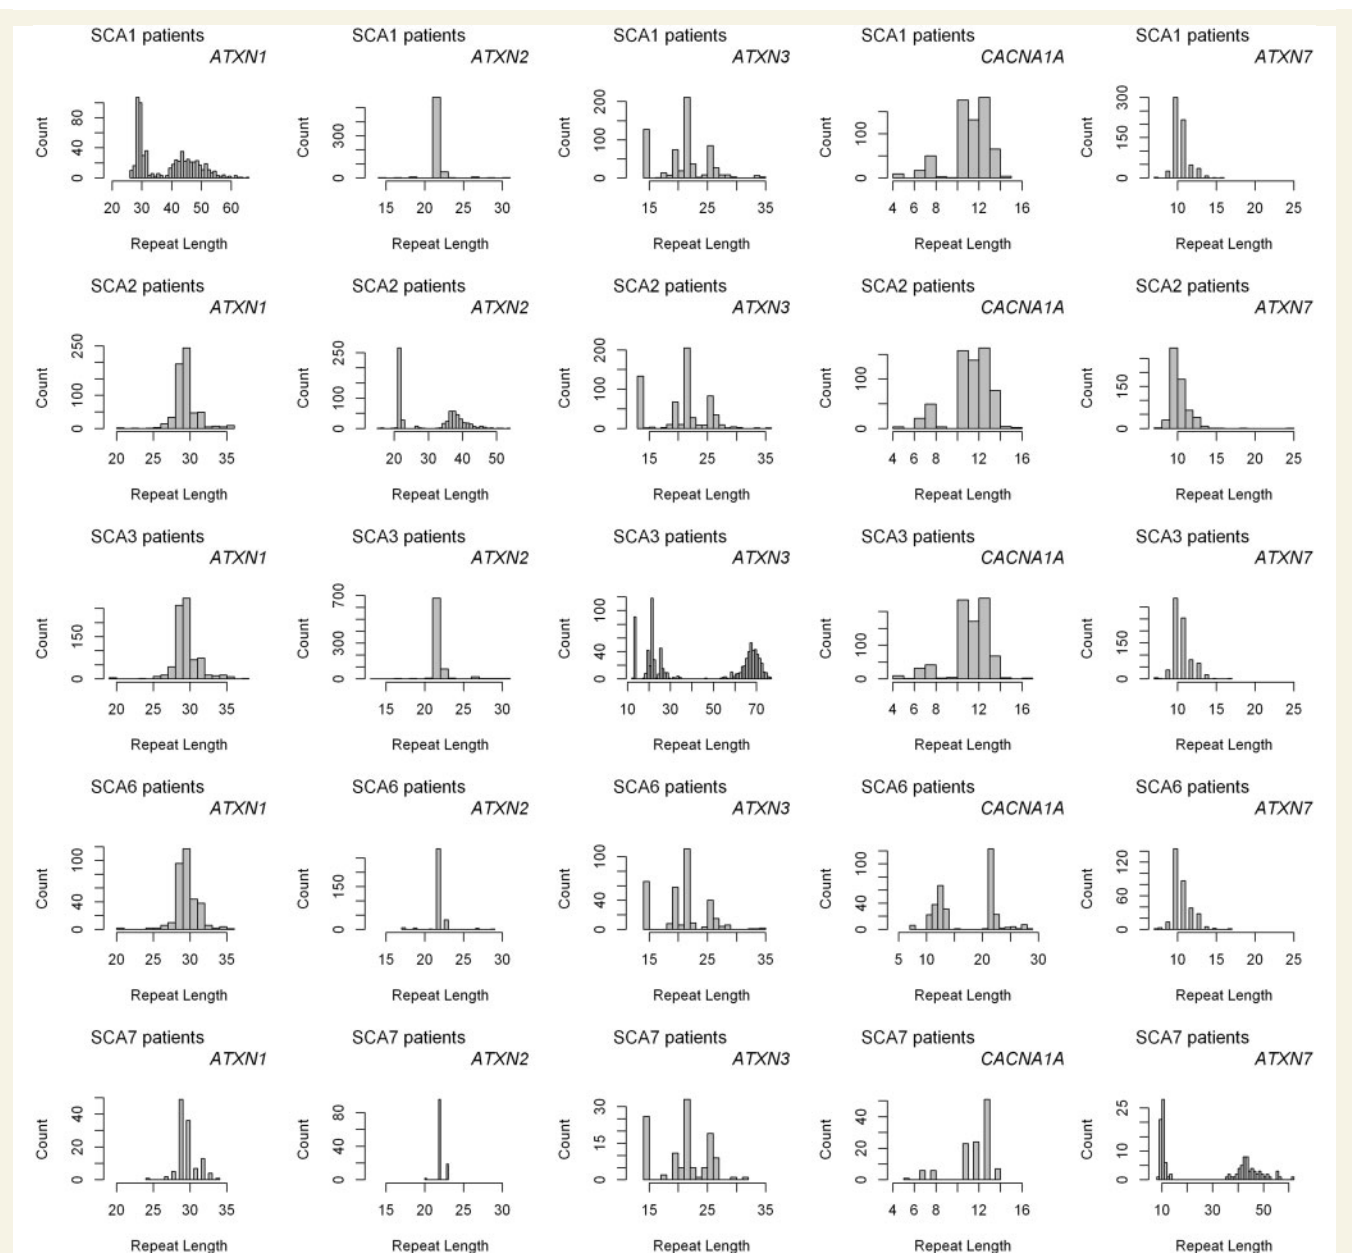 SCA1 patients SCA1 patients SCA1 patients SCA1 patients SCA1 patients
ATXN1 ATXN2 ATXN3 CACNA1A ATXN7
Count 0 40 80 Count 0 300 Count 0 100 200 Count 0 100 Count 0 150 300
20 30 40 50 60 15 20 25 30 15 25 35 4 6 8 12 16 10 15 20 25
Repeat Length Repeat Length Repeat Length Repeat Length Repeat Length
SCA2 patients SCA2 patients SCA2 patients SCA2 patients SCA2 patients
ATXN1 ATXN2 ATXN3 CACNA1A ATXN7
Count 0 100 250 Count 0 100 250 Count 0 100 200 Count 0 100 Count 0 150
20 25 30 35 20 30 40 50 15 25 35 4 6 8 12 16 10 15 20 25
Repeat Length Repeat Length Repeat Length Repeat Length Repeat Length
SCA3 patients SCA3 patients SCA3 patients SCA3 patients SCA3 patients
ATXN1 ATXN2 ATXN3 CACNA1A ATXN7
Count 0 150 Count 0 300 700 Count 0 40 100 Count 0 100 Count 0 150
20 25 30 35 15 20 25 30 10 30 50 70 4 6 8 12 16 10 15 20 25
Repeat Length Repeat Length Repeat Length Repeat Length Repeat Length
SCA6 patients SCA6 patients SCA6 patients SCA6 patients SCA6 patients
ATXN1 ATXN2 ATXN3 CACNA1A ATXN7
Count 0 40 100 Count 0 150 Count 0 40 100 Count 0 40 100 Count 0 60 120
20 25 30 35 15 20 25 30 15 25 35 5 10 20 30 10 15 20 25
Repeat Length Repeat Length Repeat Length Repeat Length Repeat Length
SCA7 patients SCA7 patients SCA7 patients SCA7 patients SCA7 patients
ATXN1 ATXN2 ATXN3 CACNA1A ATXN7
Count 0 20 40 Count 0 40 80 Count 0 15 30 Count 0 20 40 Count 0 10 25
20 25 30 35 15 20 25 30 15 25 35 4 6 8 12 16 10 30 50
Repeat Length Repeat Length Repeat Length Repeat Length Repeat Length